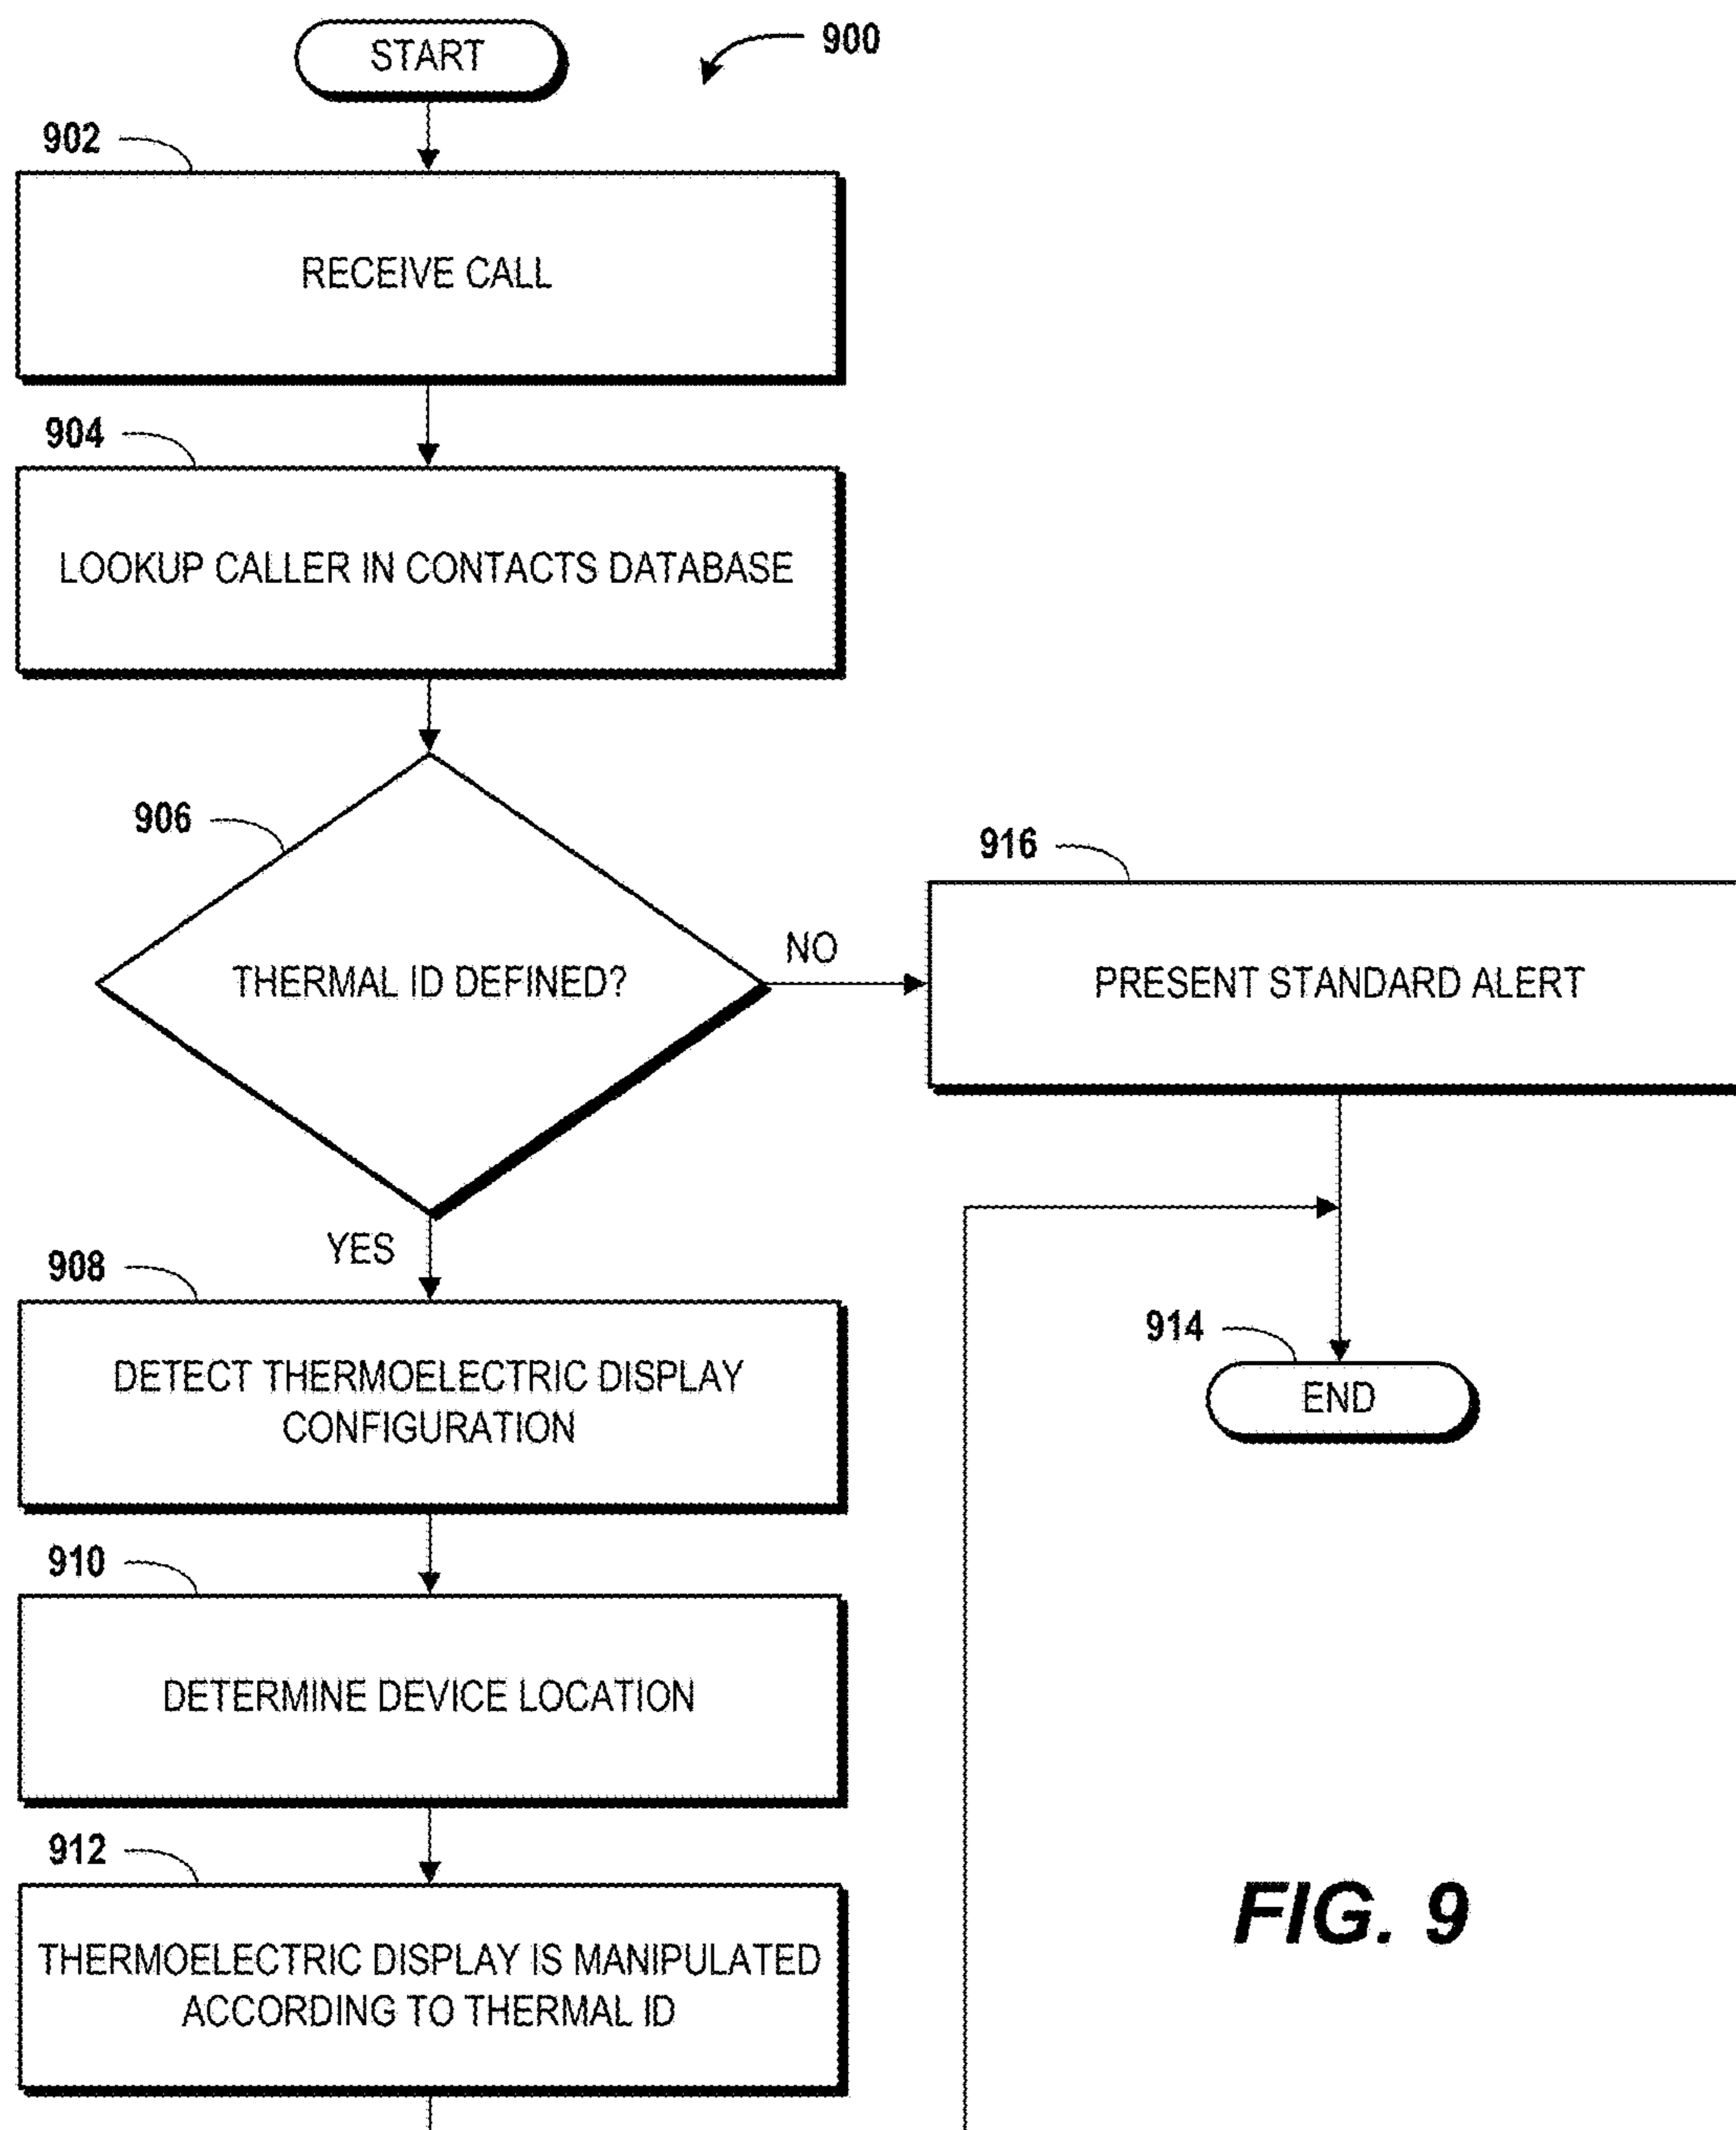 START
900
902
RECEIVE CALL
904
LOOKUP CALLER IN CONTACTS DATABASE
906
THERMAL ID DEFINED?
NO
916
PRESENT STANDARD ALERT
YES
908
DETECT THERMOELECTRIC DISPLAY
CONFIGURATION
914
END
910
DETERMINE DEVICE LOCATION
912
THERMOELECTRIC DISPLAY IS MANIPULATED
ACCORDING TO THERMAL ID
FIG. 9